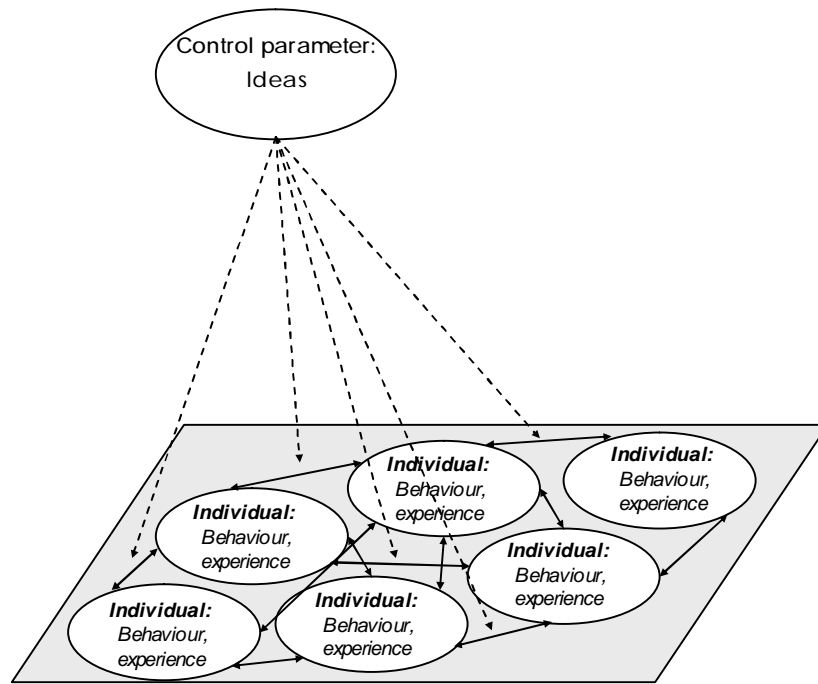 Control parameter:
Ideas
Individual:
Behaviour,
experience
Individual:
Behaviour,
experience
Individual:
Behaviour,
experience
Individual:
Behaviour,
experience
Individual:
Behaviour,
experience
Individual:
Behaviour,
experience